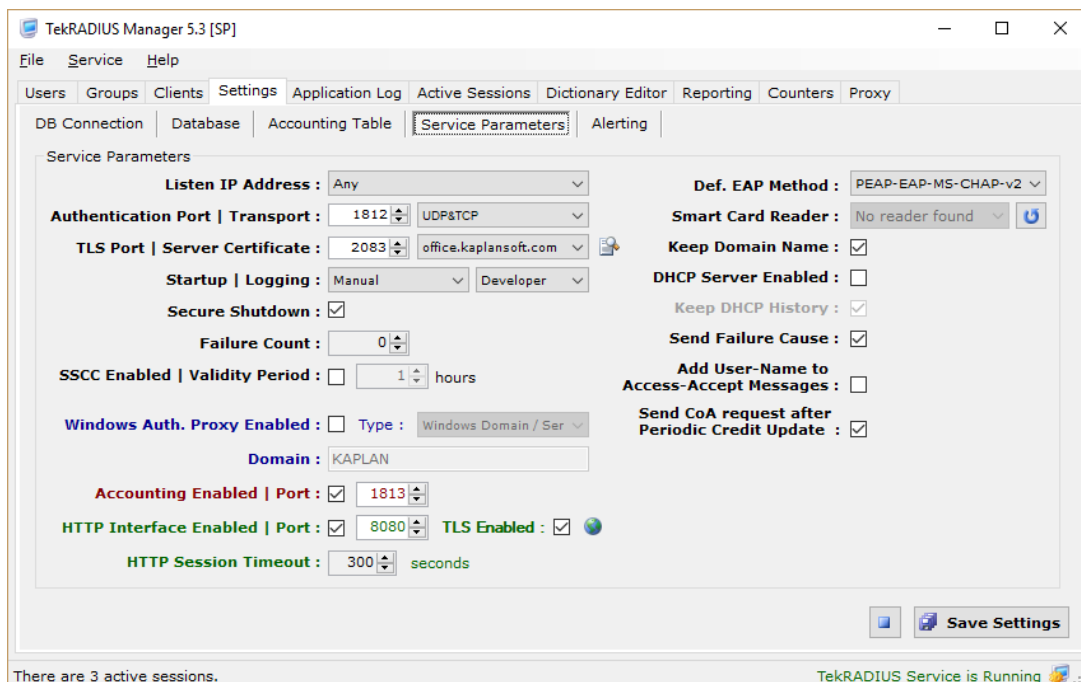 TekRADIUS Manager 5.3 [SP]
File Service Help
Users Groups Clients Settings Application Log Active Sessions Dictionary Editor Reporting Counters Proxy
DB Connection Database Accounting Table Service Parameters Alerting
Service Parameters
Listen IP Address : Any
Authentication Port | Transport : 1812 UDP&TCP
TLS Port | Server Certificate : 2083 office.kaplansoft.com
Startup | Logging : Manual Developer
Secure Shutdown :
Failure Count : 0
SSCC Enabled | Validity Period : 1 hours
Windows Auth. Proxy Enabled : Type : Windows Domain / Ser
Domain : KAPLAN
Accounting Enabled | Port : 1813
HTTP Interface Enabled | Port : 8080 TLS Enabled :
HTTP Session Timeout : 300 seconds
Def. EAP Method : PEAP-EAP-MS-CHAP-v2
Smart Card Reader : No reader found
Keep Domain Name :
DHCP Server Enabled :
Keep DHCP History :
Send Failure Cause :
Add User-Name to
Access-Accept Messages :
Send CoA request after
Periodic Credit Update :
Save Settings
There are 3 active sessions. TekRADIUS Service is Running